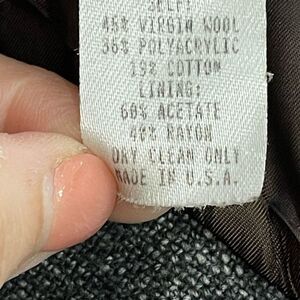 SELF:
45% VIRGIN WOOL
36% POLYACRYLIC
19% COTTON
LINING:
60% ACETATE
40% RAYON
DRY CLEAN ONLY
MADE IN U.S.A.